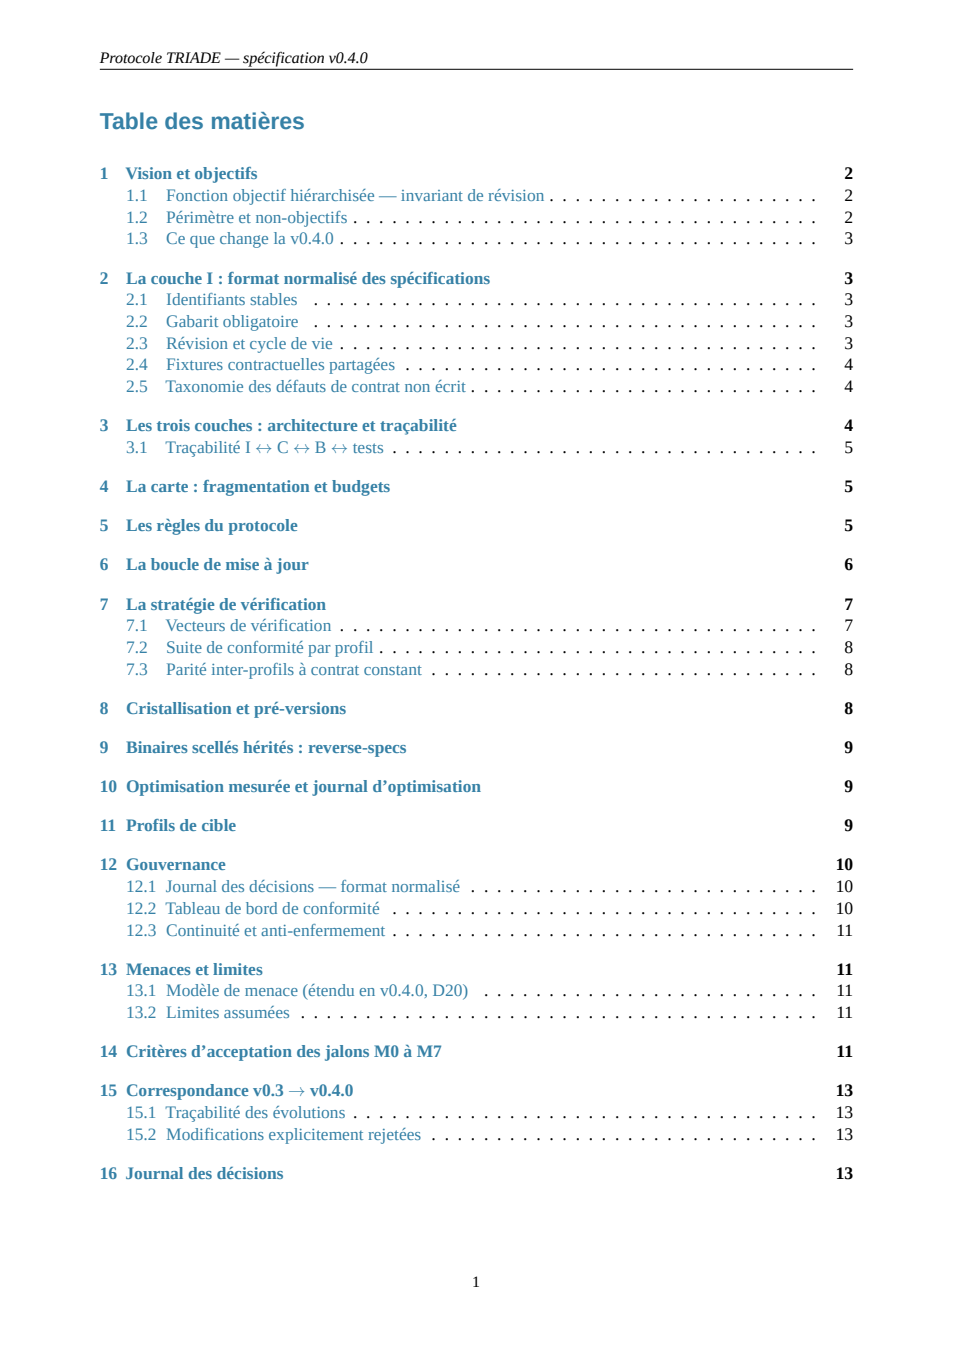 Protocole TRIADE — spécification v0.4.0
Table des matières
1 Vision et objectifs 2
1.1 Fonction objectif hiérarchisée — invariant de révision . . . . . . . . . . . . . . . . . . . . . 2
1.2 Périmètre et non-objectifs . . . . . . . . . . . . . . . . . . . . . . . . . . . . . . . . . . . . 2
1.3 Ce que change la v0.4.0 . . . . . . . . . . . . . . . . . . . . . . . . . . . . . . . . . . . . . 3
2 La couche I : format normalisé des spécifications 3
2.1 Identifiants stables . . . . . . . . . . . . . . . . . . . . . . . . . . . . . . . . . . . . . . . 3
2.2 Gabarit obligatoire . . . . . . . . . . . . . . . . . . . . . . . . . . . . . . . . . . . . . . . 3
2.3 Révision et cycle de vie . . . . . . . . . . . . . . . . . . . . . . . . . . . . . . . . . . . . . 3
2.4 Fixtures contractuelles partagées . . . . . . . . . . . . . . . . . . . . . . . . . . . . . . . . 4
2.5 Taxonomie des défauts de contrat non écrit . . . . . . . . . . . . . . . . . . . . . . . . . . . 4
3 Les trois couches : architecture et traçabilité 4
3.1 Traçabilité I ↔ C ↔ B ↔ tests . . . . . . . . . . . . . . . . . . . . . . . . . . . . . . . . . 5
4 La carte : fragmentation et budgets 5
5 Les règles du protocole 5
6 La boucle de mise à jour 6
7 La stratégie de vérification 7
7.1 Vecteurs de vérification . . . . . . . . . . . . . . . . . . . . . . . . . . . . . . . . . . . . . 7
7.2 Suite de conformité par profil . . . . . . . . . . . . . . . . . . . . . . . . . . . . . . . . . . 8
7.3 Parité inter-profils à contrat constant . . . . . . . . . . . . . . . . . . . . . . . . . . . . . . 8
8 Cristallisation et pré-versions 8
9 Binaires scellés hérités : reverse-specs 9
10 Optimisation mesurée et journal d’optimisation 9
11 Profils de cible 9
12 Gouvernance 10
12.1 Journal des décisions — format normalisé . . . . . . . . . . . . . . . . . . . . . . . . . . . 10
12.2 Tableau de bord de conformité . . . . . . . . . . . . . . . . . . . . . . . . . . . . . . . . . 10
12.3 Continuité et anti-enfermement . . . . . . . . . . . . . . . . . . . . . . . . . . . . . . . . . 11
13 Menaces et limites 11
13.1 Modèle de menace (étendu en v0.4.0, D20) . . . . . . . . . . . . . . . . . . . . . . . . . . 11
13.2 Limites assumées . . . . . . . . . . . . . . . . . . . . . . . . . . . . . . . . . . . . . . . . 11
14 Critères d’acceptation des jalons M0 à M7 11
15 Correspondance v0.3 → v0.4.0 13
15.1 Traçabilité des évolutions . . . . . . . . . . . . . . . . . . . . . . . . . . . . . . . . . . . . 13
15.2 Modifications explicitement rejetées . . . . . . . . . . . . . . . . . . . . . . . . . . . . . . 13
16 Journal des décisions 13
1